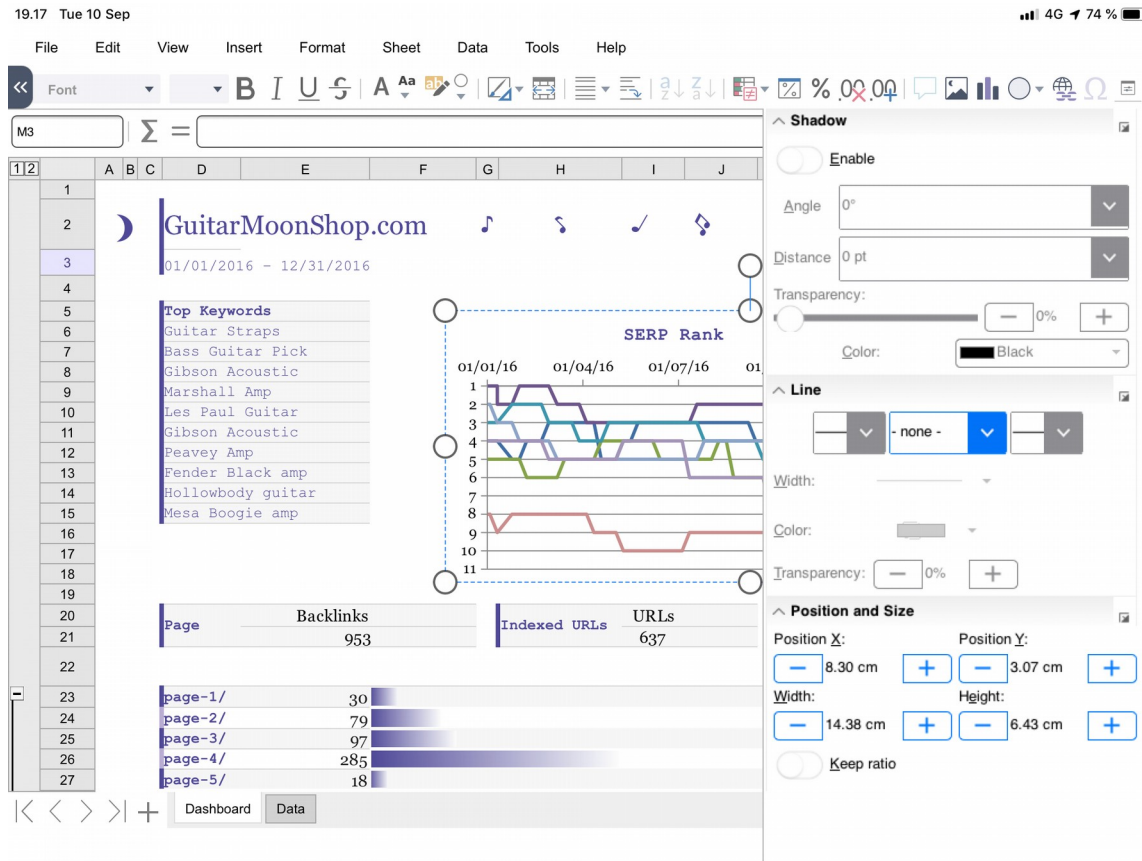 19.17 Tue 10 Sep 4G 74 %
File Edit View Insert Format Sheet Data Tools Help
Font B I U S A Aa ab % .00 .00 Ω
M3 Σ =
1 2 A B C D E F G H I J
1
2 GuitarMoonShop.com
3 01/01/2016 - 12/31/2016
4
5 Top Keywords
6 Guitar Straps
7 Bass Guitar Pick
8 Gibson Acoustic
9 Marshall Amp
10 Les Paul Guitar
11 Gibson Acoustic
12 Peavey Amp
13 Fender Black amp
14 Hollowbody guitar
15 Mesa Boogie amp
16
17
18
19
SERP Rank
01/01/16 01/04/16 01/07/16 01
1
2
3
4
5
6
7
8
9
10
11
20 Page Backlinks Indexed URLs URLs
21 953 637
22
23 page-1/ 30
24 page-2/ 79
25 page-3/ 97
26 page-4/ 285
27 page-5/ 18
Dashboard Data
Shadow
Enable
Angle 0°
Distance 0 pt
Transparency:
0%
Color: Black
Line
- none -
Width:
Color:
Transparency: 0%
Position and Size
Position X: Position Y:
8.30 cm 3.07 cm
Width: Height:
14.38 cm 6.43 cm
Keep ratio